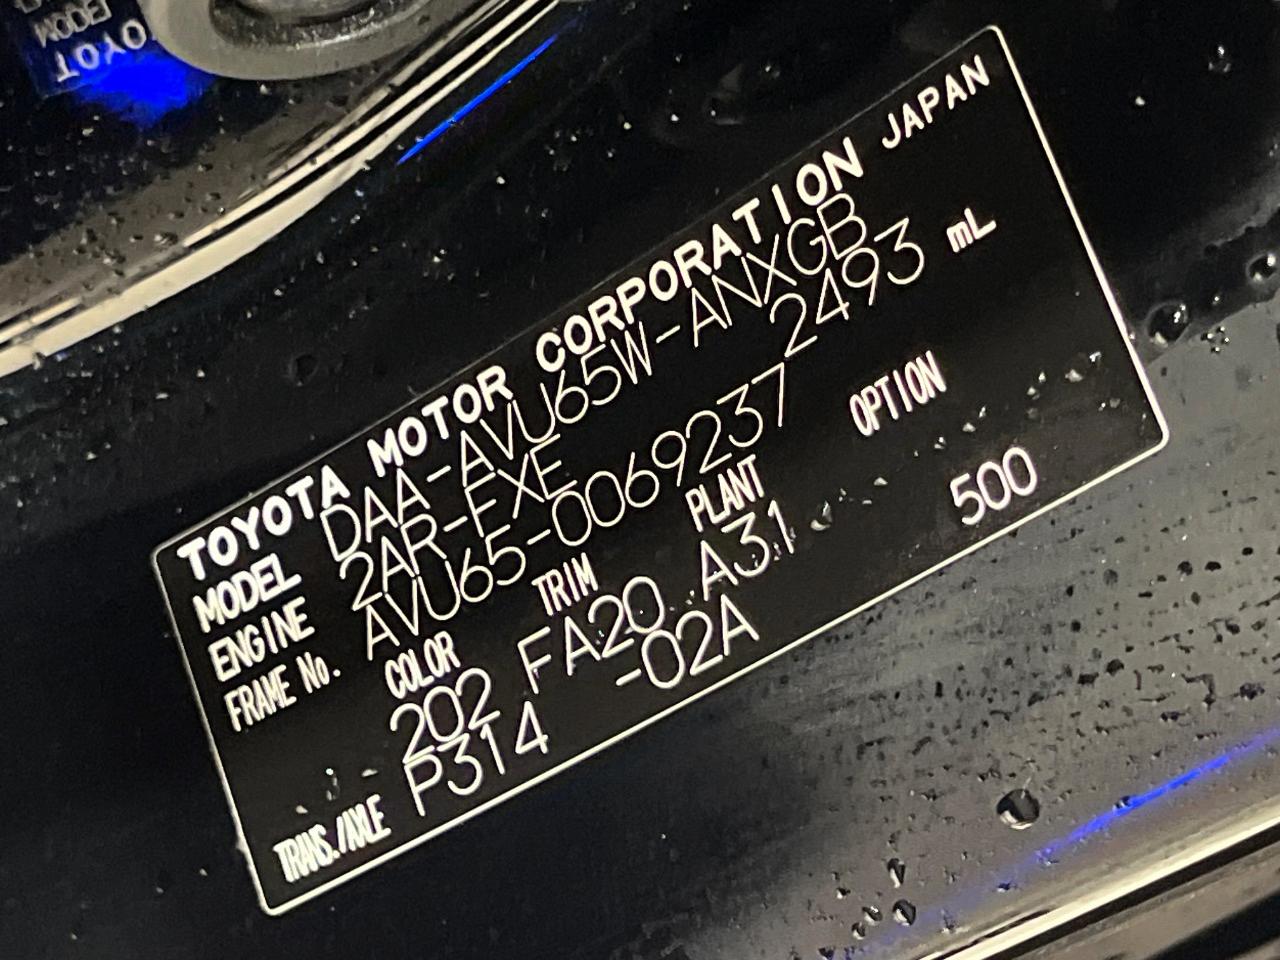 TOYOTA MOTOR CORPORATION JAPAN
MODEL DAA-AVU65W-ANXGB
ENGINE 2AR-FXE 2493 mL
FRAME No. AVU65-0069237
COLOR TRIM PLANT OPTION
202 FA20 A31 500
TRANS./AXLE P314 -02A